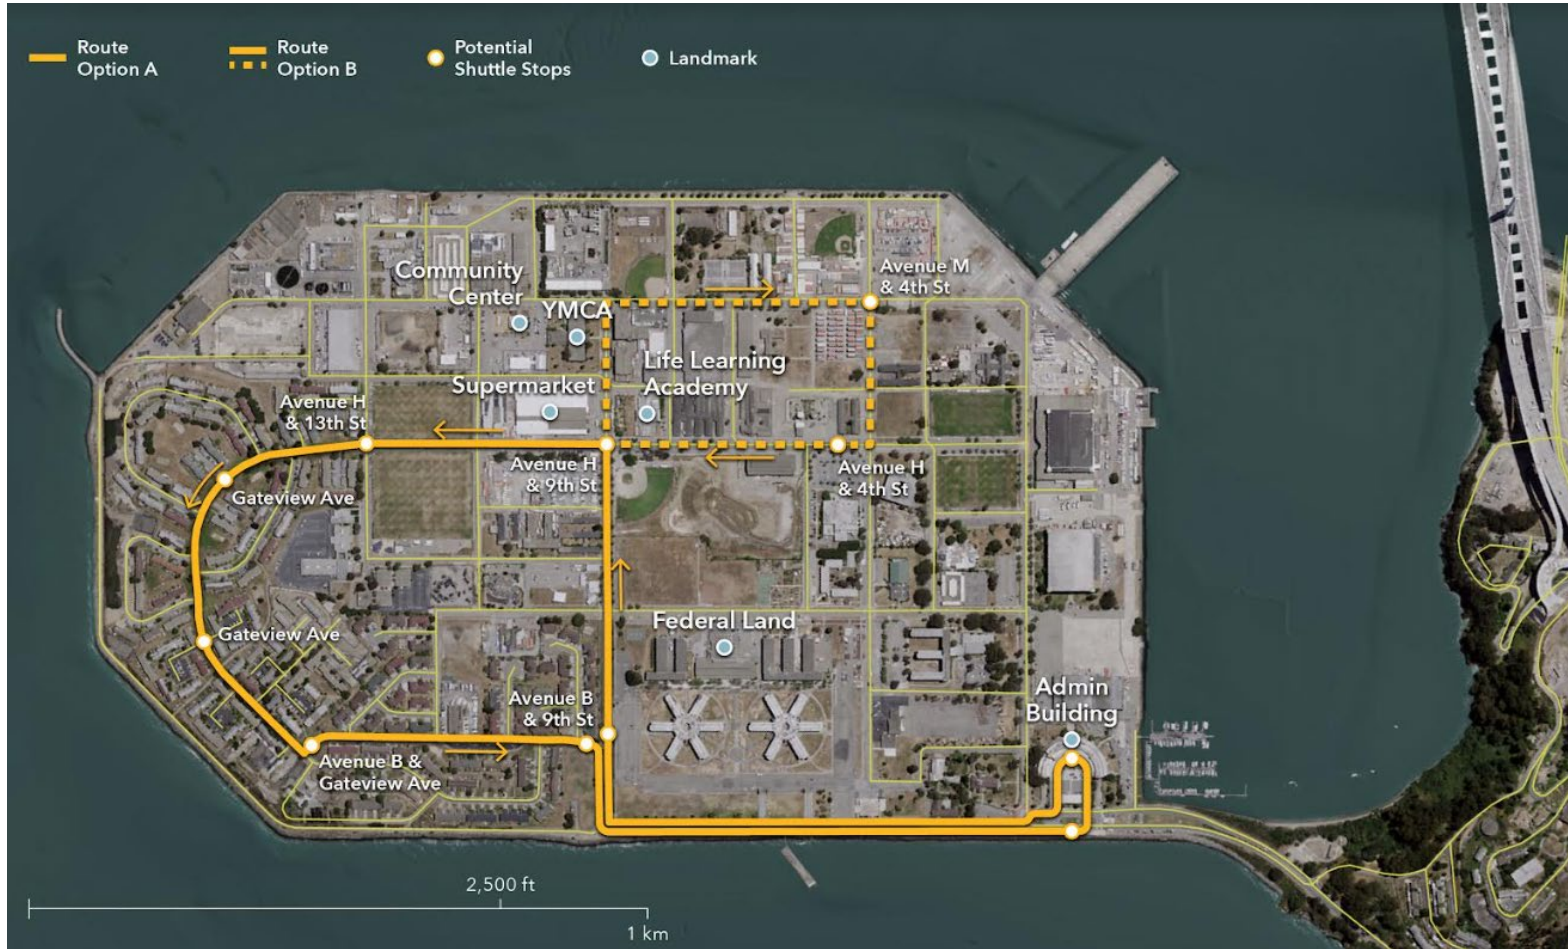 Route
Option A
Route
Option B
Potential
Shuttle Stops
Landmark
Community
Center
YMCA
Avenue M
& 4th St
Life Learning
Academy
Supermarket
Avenue H
& 13th St
Avenue H
& 9th St
Avenue H
& 4th St
Gateview Ave
Gateview Ave
Federal Land
Admin
Building
Avenue B
& 9th St
Avenue B &
Gateview Ave
2,500 ft
1 km